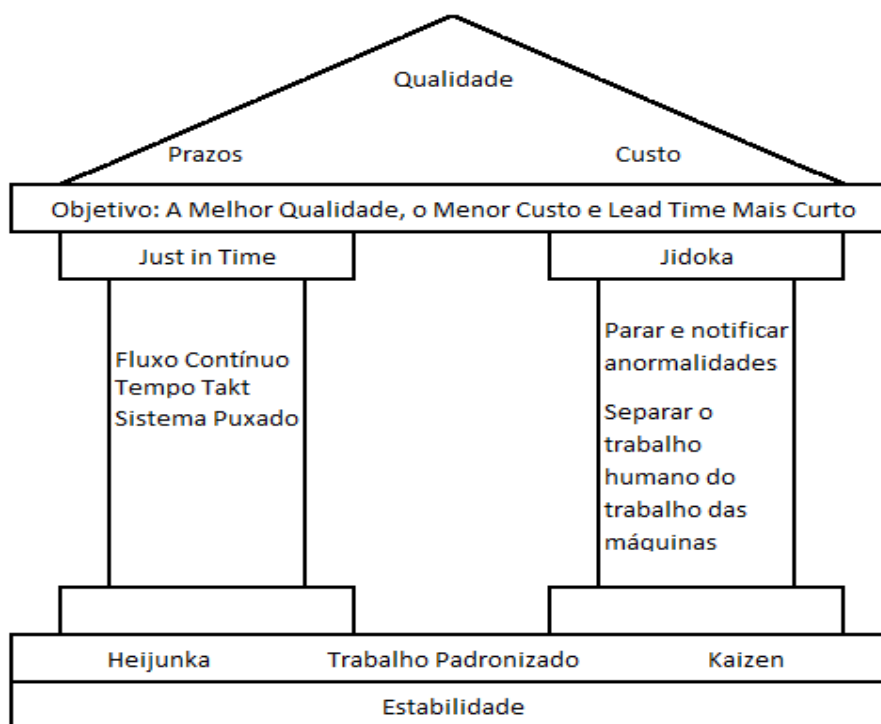 Qualidade
Prazos
Custo
Objetivo: A Melhor Qualidade, o Menor Custo e Lead Time Mais Curto
Just in Time
Jidoka
Fluxo Contínuo
Tempo Takt
Sistema Puxado
Parar e notificar
anormalidades
Separar o
trabalho
humano do
trabalho das
máquinas
Heijunka
Trabalho Padronizado
Kaizen
Estabilidade